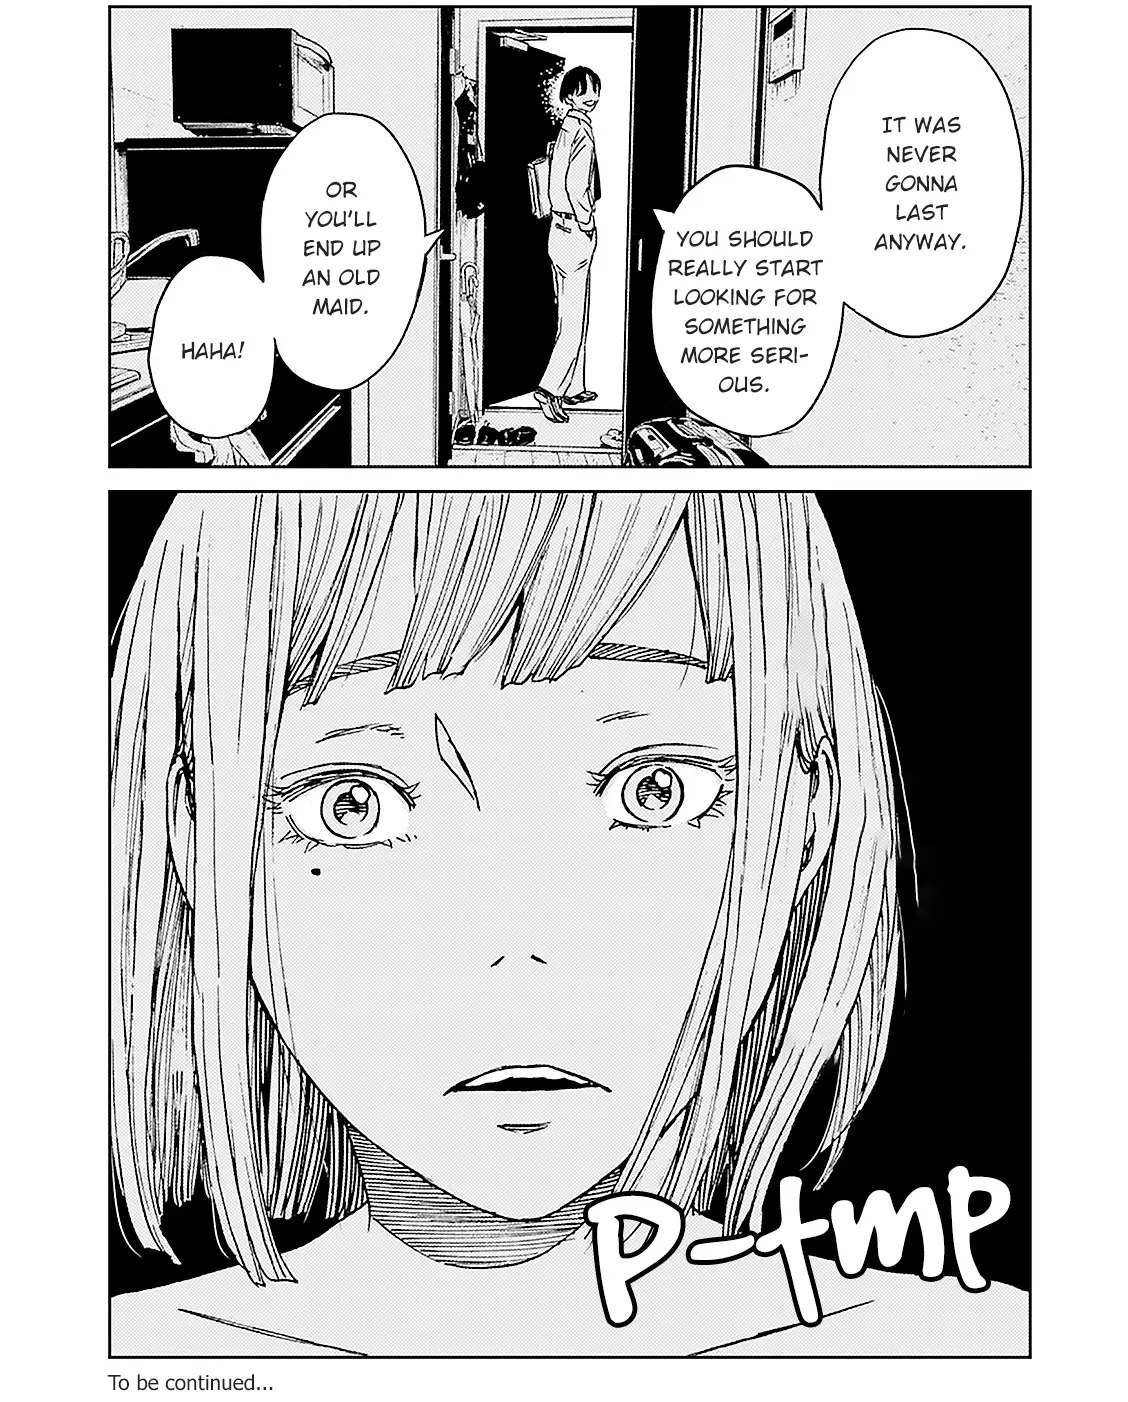 IT WAS
NEVER
GONNA
LAST
ANYWAY.
YOU SHOULD
REALLY START
LOOKING FOR
SOMETHING
MORE SERI-
OUS.
OR
YOU'LL
END UP
AN OLD
MAID.
HAHA!
P-tmp
To be continued...